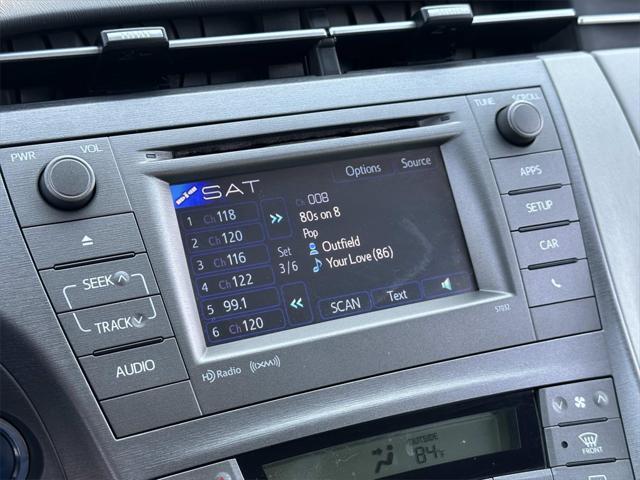 PWR VOL
TUNE SCROLL
SAT
Options Source
1 Ch 118
2 Ch 120
3 Ch 116
4 Ch 122
5 99.1
6 Ch 120
Set
3/6
Ch 008
80s on 8
Pop
Outfield
Your Love (86)
SCAN Text
57032
HD Radio ((XM))
SEEK
TRACK
AUDIO
APPS
SETUP
CAR
OUTSIDE
84°F
FRONT